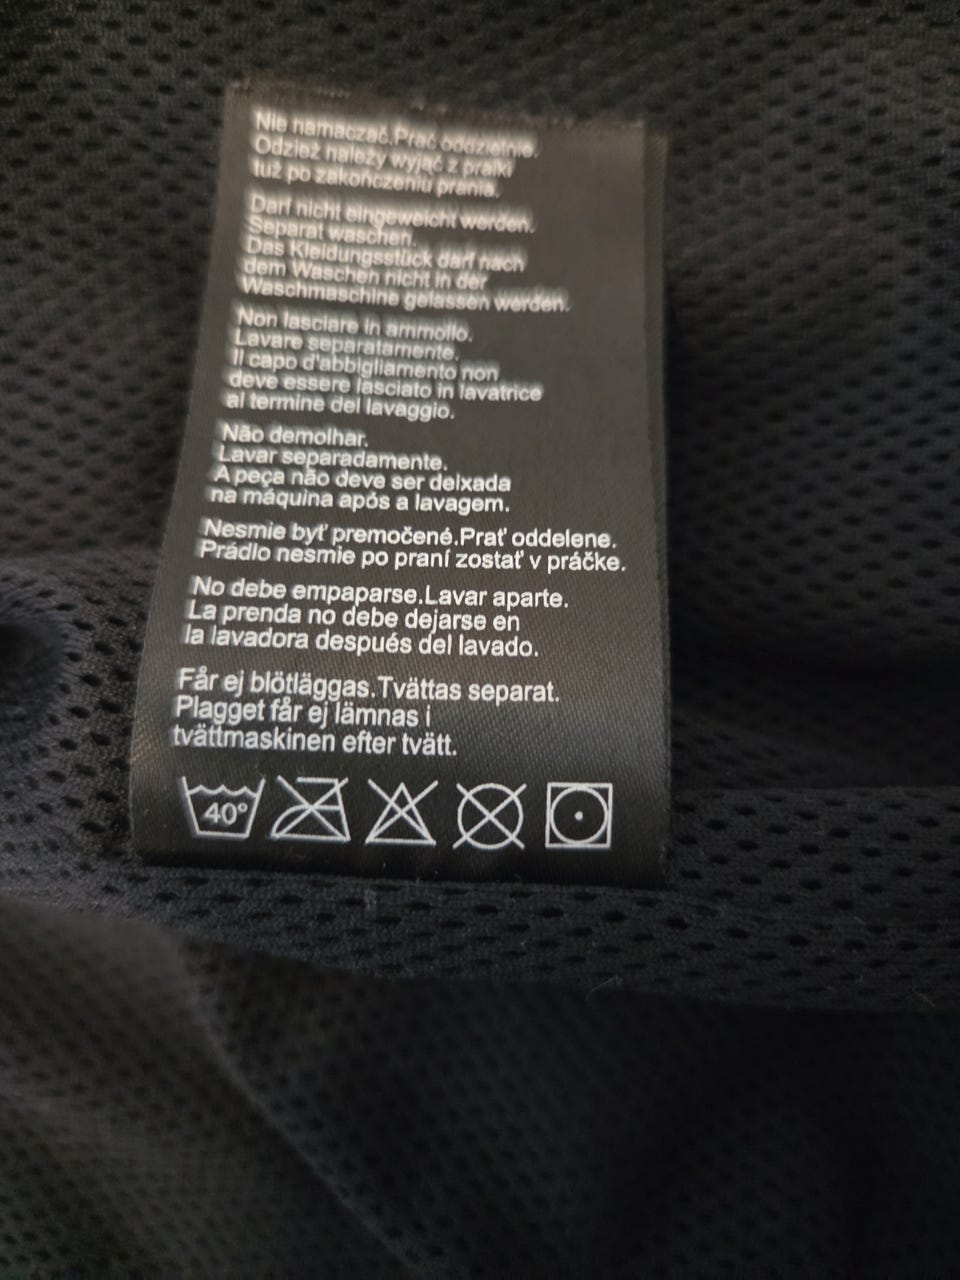 Nie namaczać.Prać oddzielnie.
Odzież należy wyjąć z pralki
tuż po zakończeniu prania.
Darf nicht eingeweicht werden.
Separat waschen.
Das Kleidungsstück darf nach
dem Waschen nicht in der
Waschmaschine gelassen werden.
Non lasciare in ammollo.
Lavare separatamente.
Il capo d'abbigliamento non
deve essere lasciato in lavatrice
al termine del lavaggio.
Não demolhar.
Lavar separadamente.
A peça não deve ser deixada
na máquina após a lavagem.
Nesmie byť premočené.Prať oddelene.
Prádlo nesmie po praní zostať v práčke.
No debe empaparse.Lavar aparte.
La prenda no debe dejarse en
la lavadora después del lavado.
Får ej blötläggas.Tvättas separat.
Plagget får ej lämnas i
tvättmaskinen efter tvätt.
40°